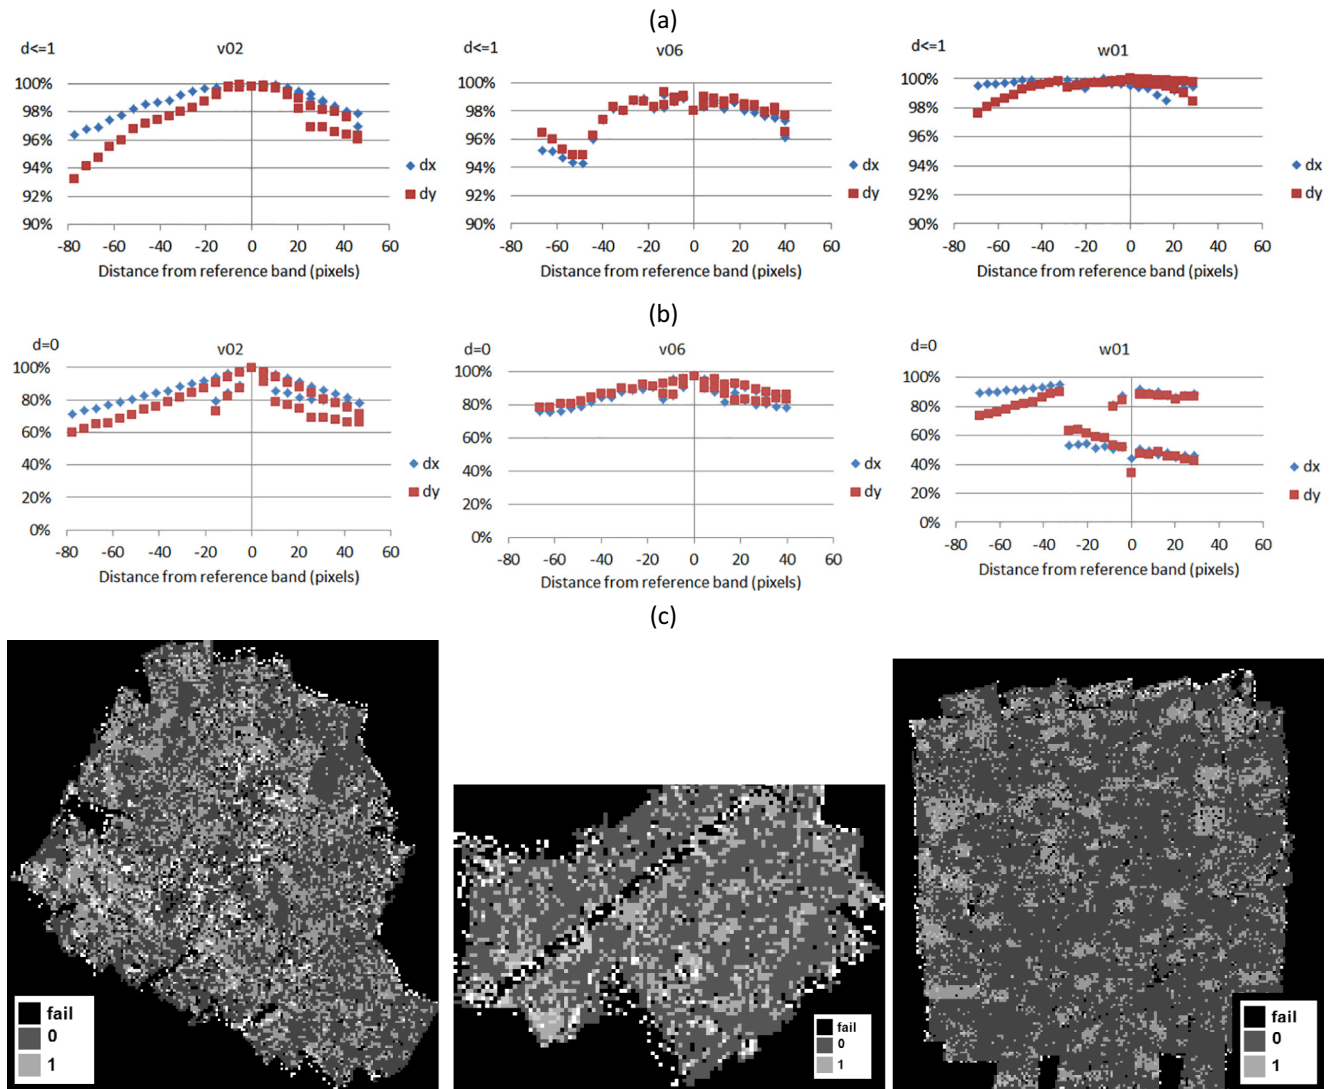 (a)
d<=1
v02
100%
98%
96%
94%
92%
90%
-80
-60
-40
-20
0
20
40
60
Distance from reference band (pixels)
dx
dy
d<=1
v06
100%
98%
96%
94%
92%
90%
-80
-60
-40
-20
0
20
40
60
Distance from reference band (pixels)
dx
dy
d<=1
w01
100%
98%
96%
94%
92%
90%
-80
-60
-40
-20
0
20
40
60
Distance from reference band (pixels)
dx
dy
(b)
d=0
v02
100%
80%
60%
40%
20%
0%
-80
-60
-40
-20
0
20
40
60
Distance from reference band (pixels)
dx
dy
d=0
v06
100%
80%
60%
40%
20%
0%
-80
-60
-40
-20
0
20
40
60
Distance from reference band (pixels)
dx
dy
d=0
w01
100%
80%
60%
40%
20%
0%
-80
-60
-40
-20
0
20
40
60
Distance from reference band (pixels)
dx
dy
(c)
fail
0
1
fail
0
1
fail
0
1